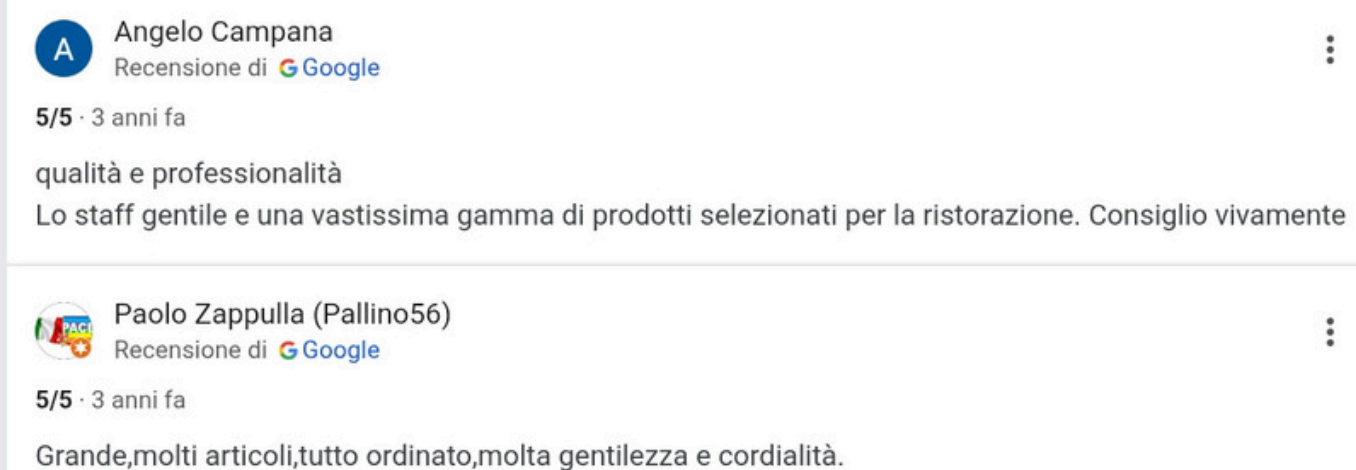 A
Angelo Campana
Recensione di Google
5/5 · 3 anni fa
qualità e professionalità
Lo staff gentile e una vastissima gamma di prodotti selezionati per la ristorazione. Consiglio vivamente
PACE
Paolo Zappulla (Pallino56)
Recensione di Google
5/5 · 3 anni fa
Grande,molti articoli,tutto ordinato,molta gentilezza e cordialità.